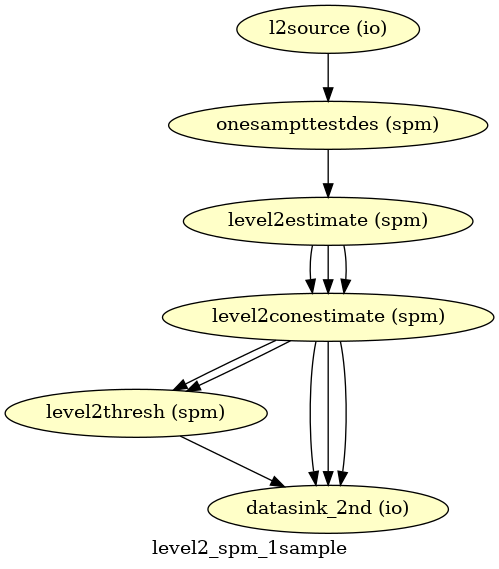 l2source (io)
onesampttestdes (spm)
level2estimate (spm)
level2conestimate (spm)
level2thresh (spm)
datasink_2nd (io)
level2_spm_1sample